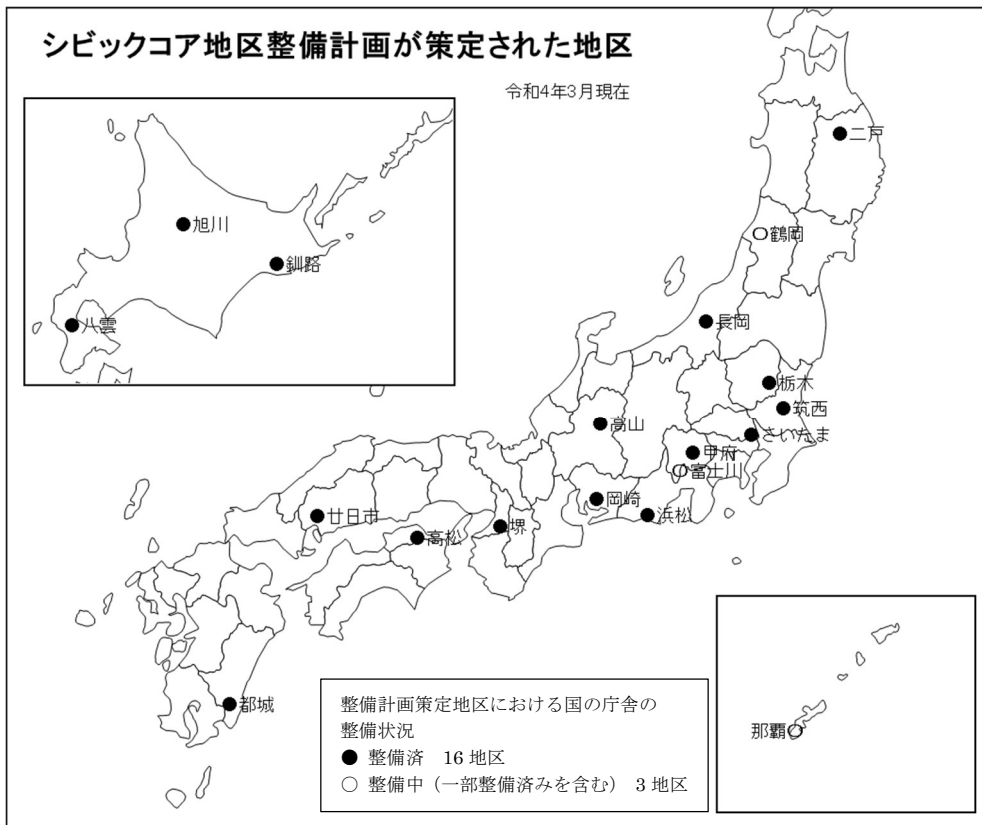 シビックコア地区整備計画が策定された地区
令和4年3月現在
二戸
旭川
鶴岡
釧路
長岡
八雲
栃木
筑西
高山
さいたま
甲府
富士川
岡崎
浜松
廿日市
堺
高松
都城
那覇
整備計画策定地区における国の庁舎の
整備状況
● 整備済 16 地区
○ 整備中（一部整備済みを含む） 3 地区